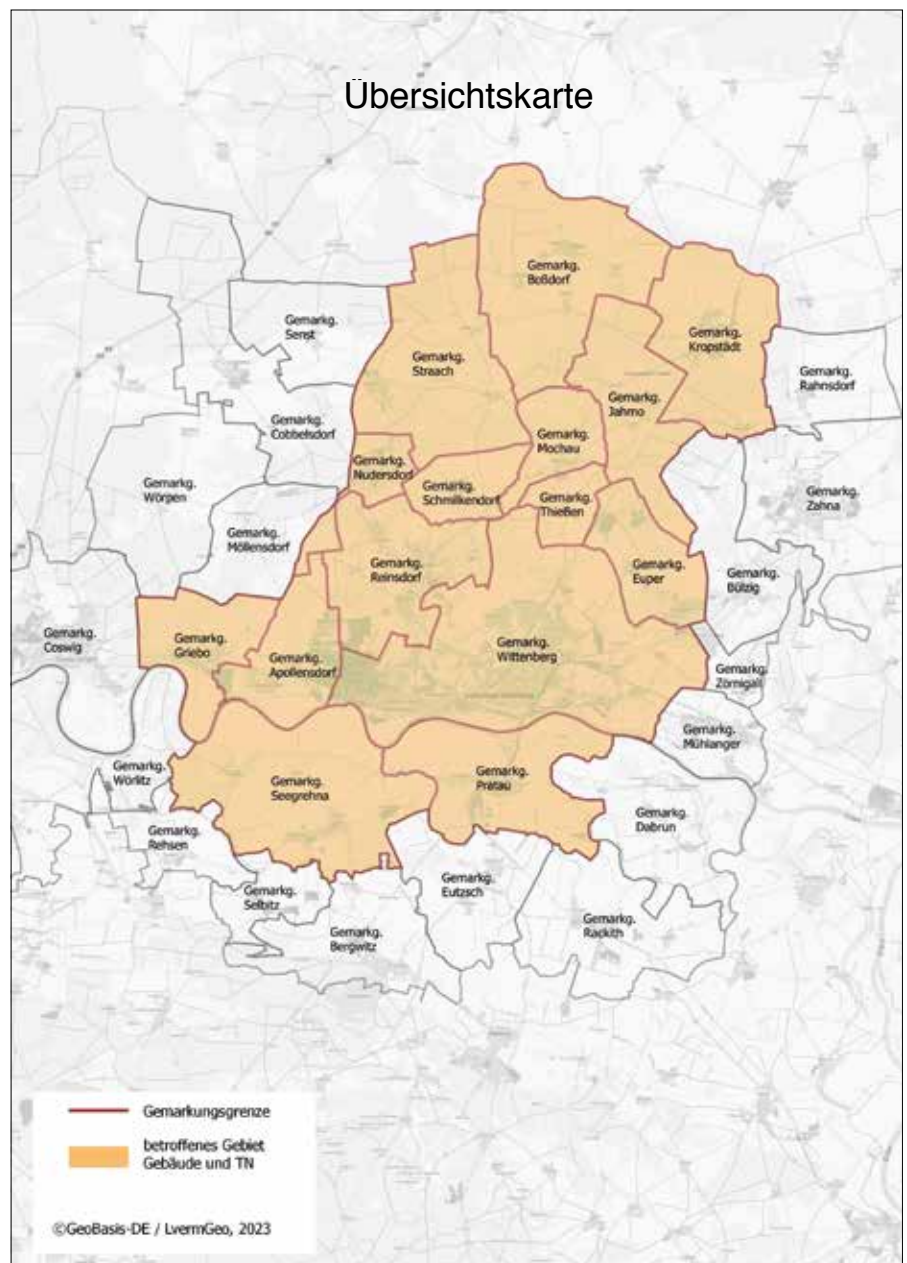 Übersichtskarte
Gemarkg.
Boßdorf
Gemarkg.
Senst
Gemarkg.
Kropstädt
Gemarkg.
Straach
Gemarkg.
Rahnsdorf
Gemarkg.
Jahmo
Gemarkg.
Cobbelsdorf
Gemarkg.
Mochau
Gemarkg.
Nudersdorf
Gemarkg.
Wörpen
Gemarkg.
Schmilkendorf
Gemarkg.
Zahna
Gemarkg.
Thießen
Gemarkg.
Möllensdorf
Gemarkg.
Reinsdorf
Gemarkg.
Euper
Gemarkg.
Bülzig
Gemarkg.
Coswig
Gemarkg.
Griebo
Gemarkg.
Apollensdorf
Gemarkg.
Wittenberg
Gemarkg.
Zörnigall
Gemarkg.
Mühlanger
Gemarkg.
Wörlitz
Gemarkg.
Seegrehna
Gemarkg.
Pratau
Gemarkg.
Dabrun
Gemarkg.
Rehsen
Gemarkg.
Selbitz
Gemarkg.
Eutzsch
Gemarkg.
Bergwitz
Gemarkg.
Rackith
Gemarkungsgrenze
betroffenes Gebiet
Gebäude und TN
©GeoBasis-DE / LvermGeo, 2023